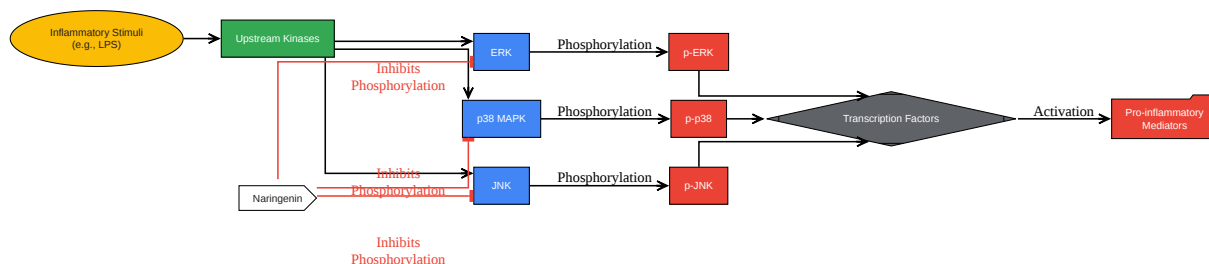 Inflammatory Stimuli
(e.g., LPS)
Upstream Kinases
ERK
Phosphorylation
p-ERK
Inhibits
Phosphorylation
p38 MAPK
Phosphorylation
p-p38
Transcription Factors
Activation
Pro-inflammatory
Mediators
Inhibits
Phosphorylation
JNK
Phosphorylation
p-JNK
Naringenin
Inhibits
Phosphorylation